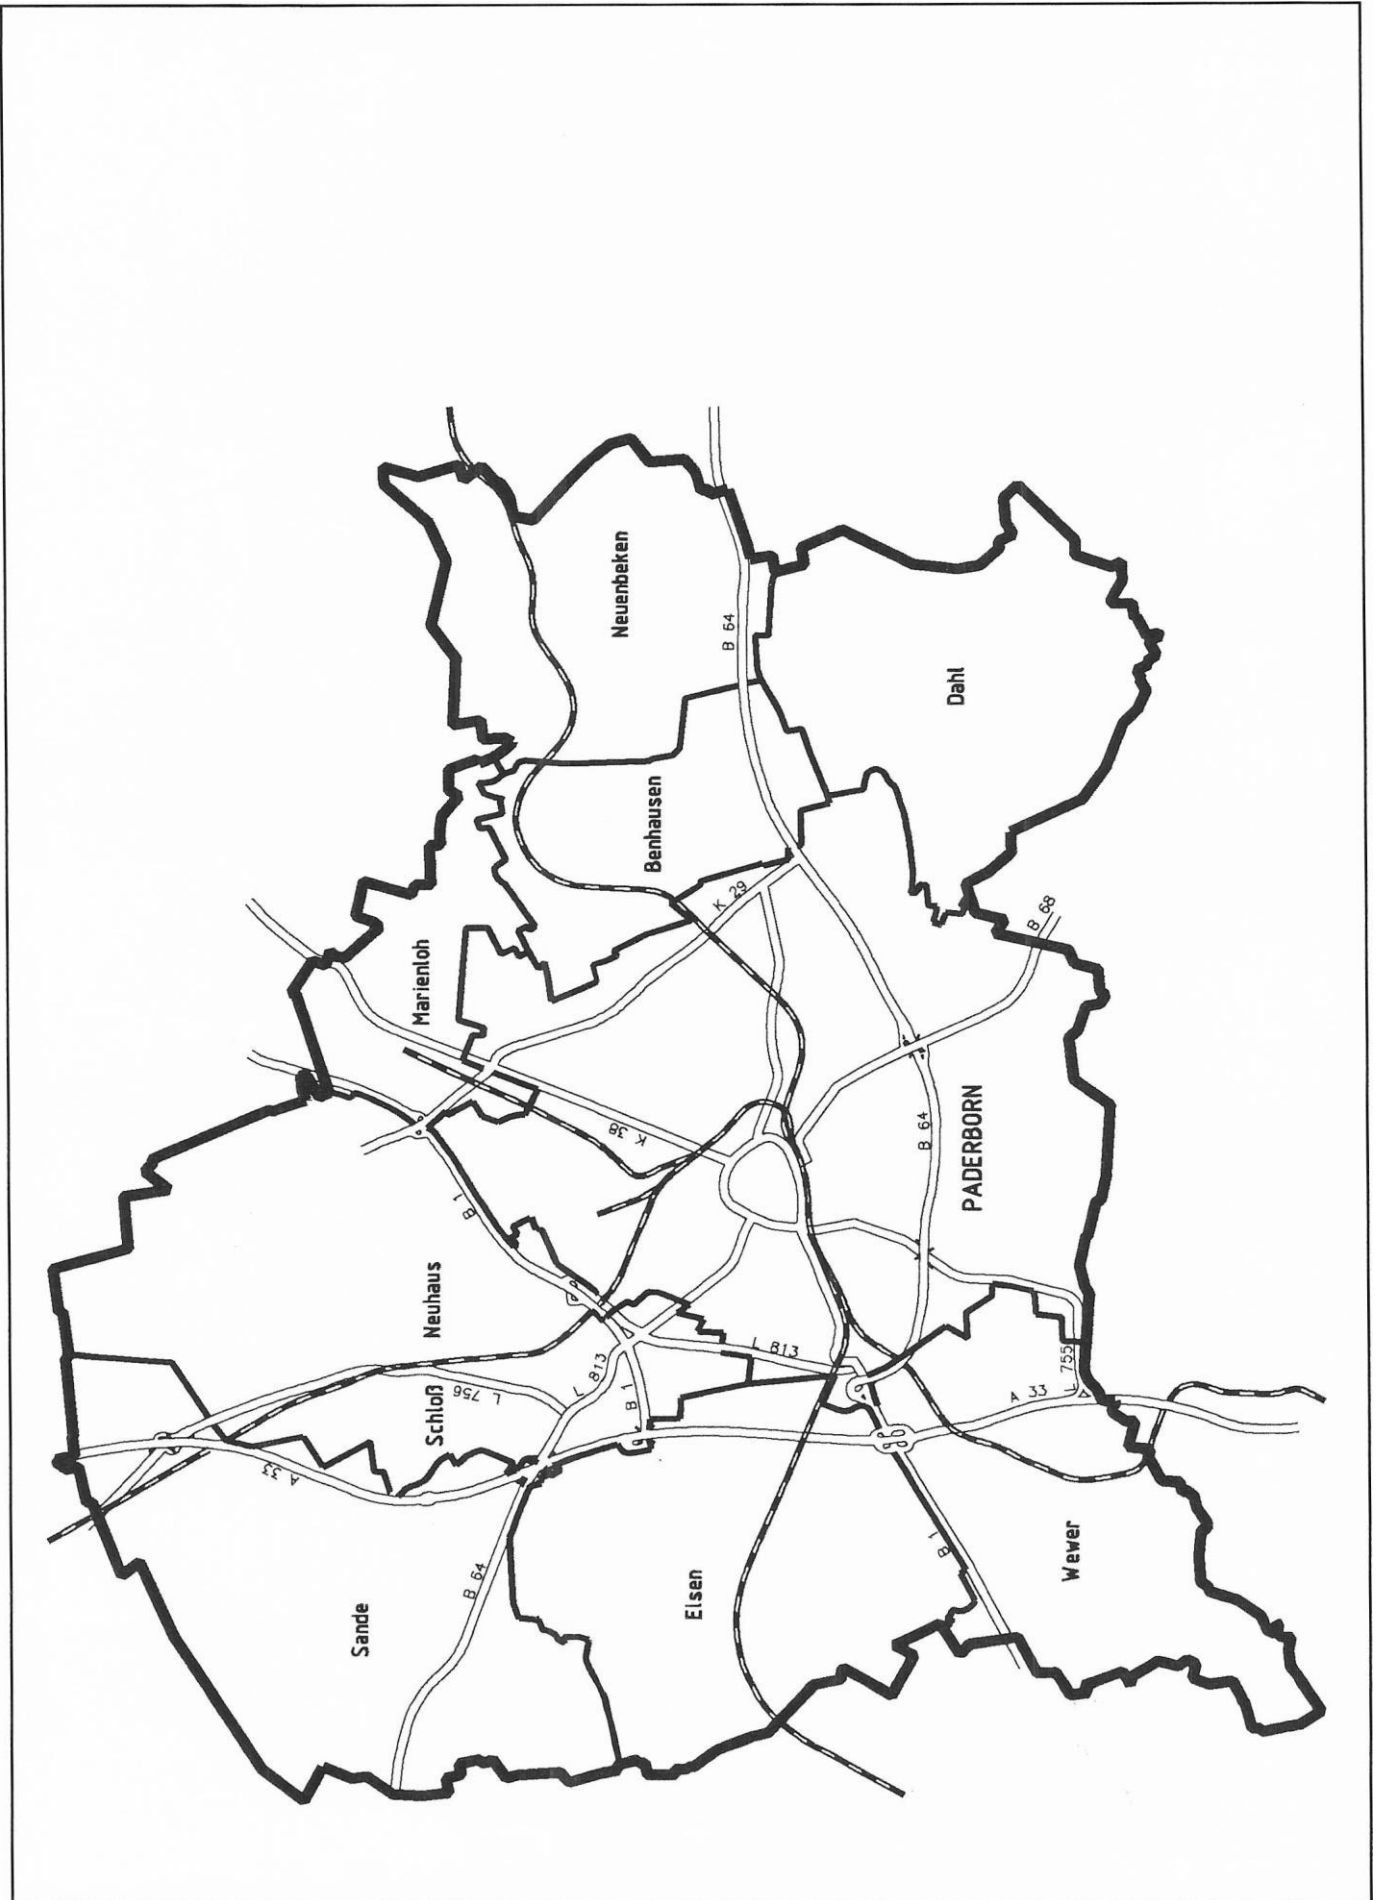 Neuenbeken
B 64
Dahl
Benhausen
K 29
B 68
Marienloh
K 38
B 64
PADERBORN
B 1
Schloß Neuhaus
L 756
L 813
B 1
L 813
L 755
A 33
A 33
B 64
Sande
Elsen
B 1
Wewer